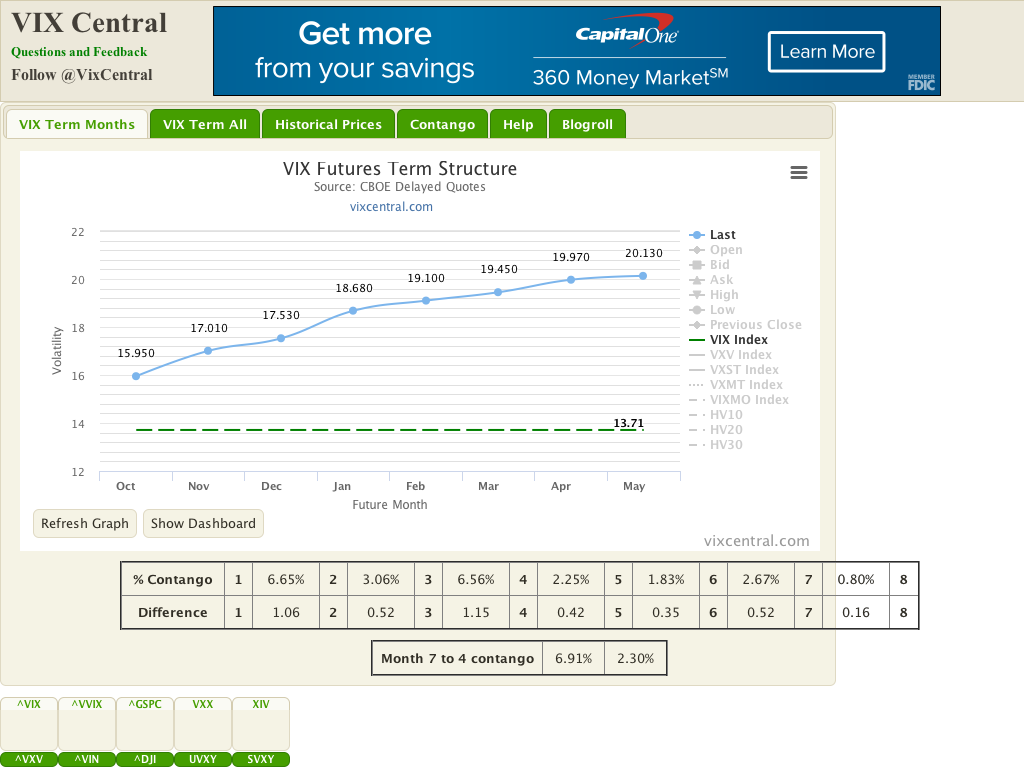 VIX Central
Questions and Feedback
Follow @VixCentral
Get more
from your savings
CapitalOne
360 Money Market℠
Learn More
MEMBER
FDIC
VIX Term Months
VIX Term All
Historical Prices
Contango
Help
Blogroll
VIX Futures Term Structure
Source: CBOE Delayed Quotes
vixcentral.com
Volatility
22
20
18
16
14
12
15.950
17.010
17.530
18.680
19.100
19.450
19.970
20.130
13.71
Oct Nov Dec Jan Feb Mar Apr May
Future Month
Last
Open
Bid
Ask
High
Low
Previous Close
VIX Index
VXV Index
VXST Index
VXMT Index
VIXMO Index
HV10
HV20
HV30
Refresh Graph
Show Dashboard
vixcentral.com
% Contango 1 6.65% 2 3.06% 3 6.56% 4 2.25% 5 1.83% 6 2.67% 7 0.80% 8
Difference 1 1.06 2 0.52 3 1.15 4 0.42 5 0.35 6 0.52 7 0.16 8
Month 7 to 4 contango 6.91% 2.30%
^VIX ^VVIX ^GSPC VXX XIV
^VXV ^VIN ^DJI UVXY SVXY